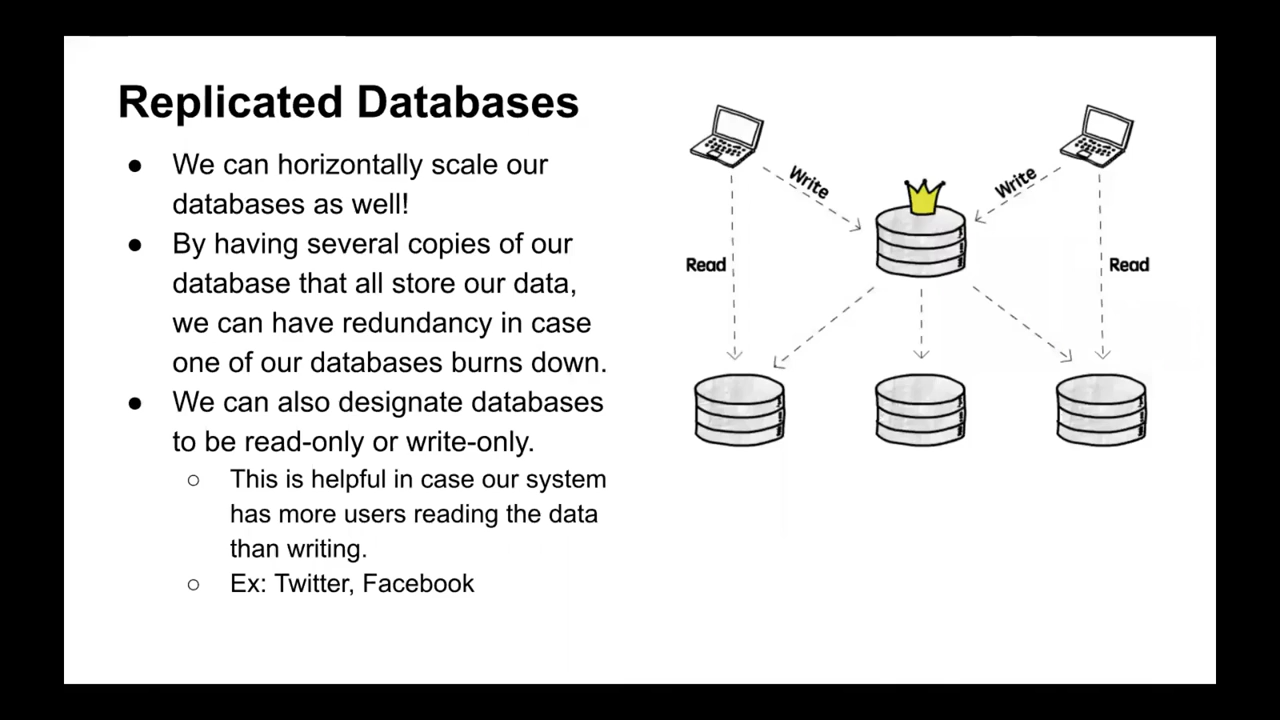 Replicated Databases
● We can horizontally scale our
databases as well!
● By having several copies of our
database that all store our data,
we can have redundancy in case
one of our databases burns down.
● We can also designate databases
to be read-only or write-only.
○ This is helpful in case our system
has more users reading the data
than writing.
○ Ex: Twitter, Facebook
Write
Write
Read
Read